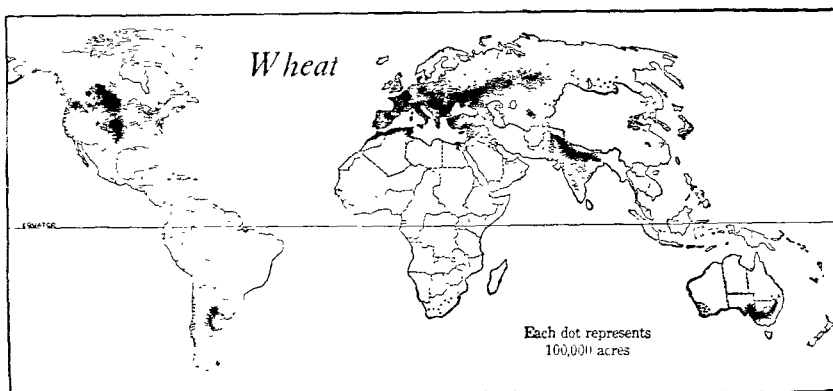 Wheat
EQUATOR
Each dot represents
100,000 acres